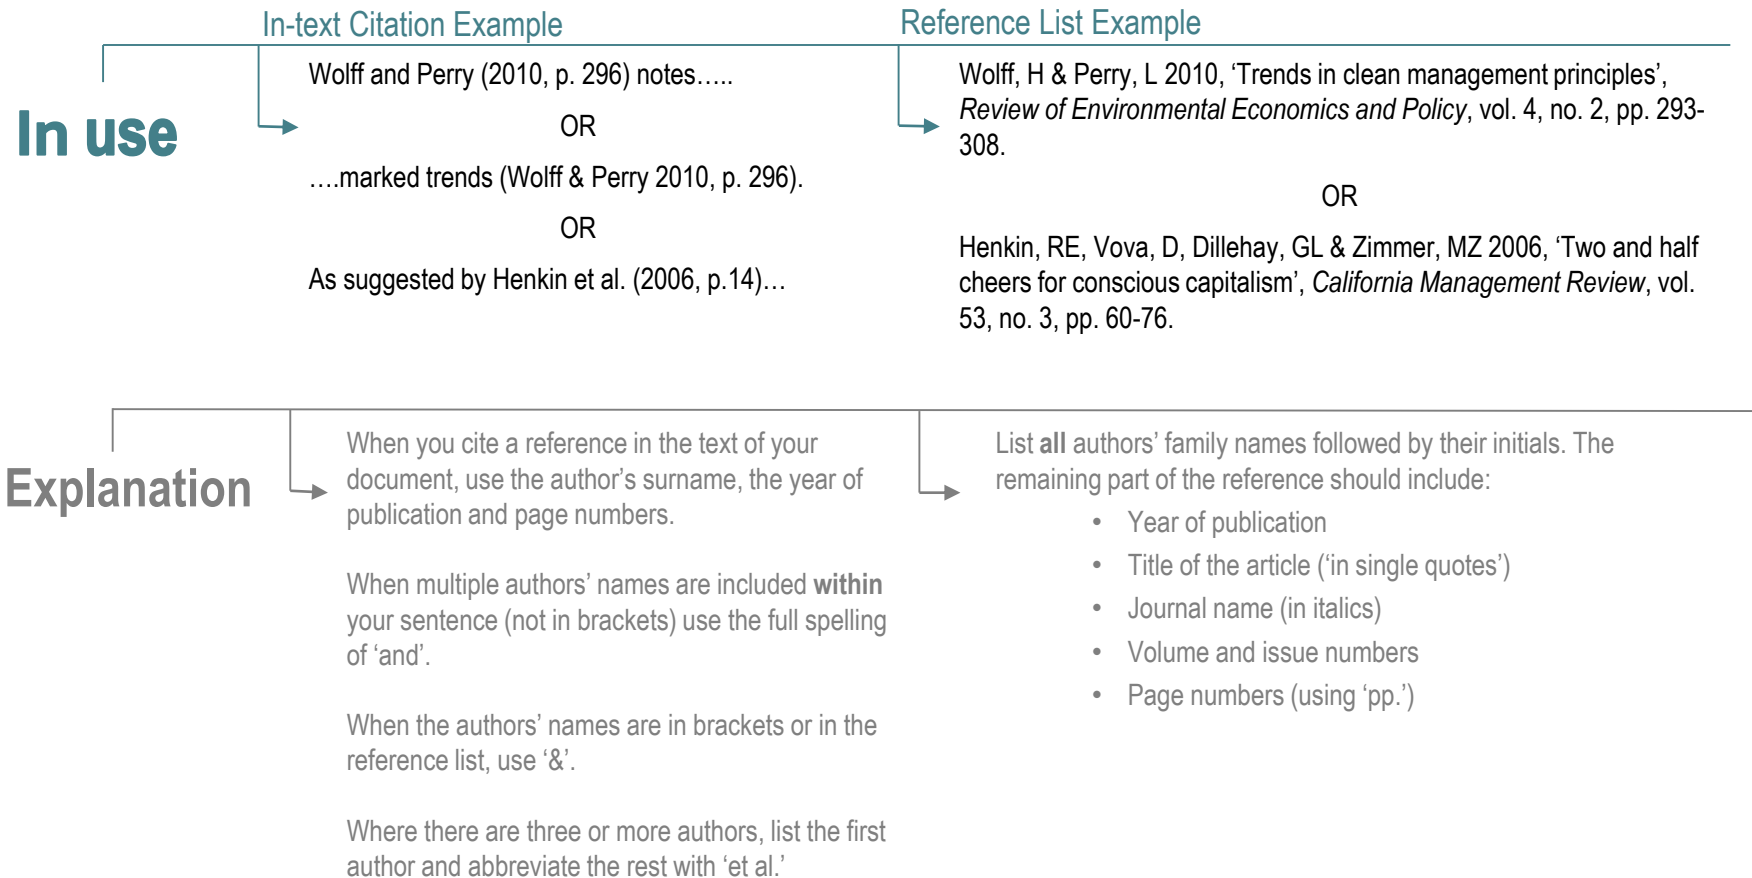 In-text Citation Example
Reference List Example
In use
Wolff and Perry (2010, p. 296) notes…..
OR
….marked trends (Wolff & Perry 2010, p. 296).
OR
As suggested by Henkin et al. (2006, p.14)…
Wolff, H & Perry, L 2010, ‘Trends in clean management principles’,
Review of Environmental Economics and Policy, vol. 4, no. 2, pp. 293-
308.
OR
Henkin, RE, Vova, D, Dillehay, GL & Zimmer, MZ 2006, ‘Two and half
cheers for conscious capitalism’, California Management Review, vol.
53, no. 3, pp. 60-76.
Explanation
When you cite a reference in the text of your
document, use the author’s surname, the year of
publication and page numbers.
When multiple authors’ names are included within
your sentence (not in brackets) use the full spelling
of ‘and’.
When the authors’ names are in brackets or in the
reference list, use ‘&’.
Where there are three or more authors, list the first
author and abbreviate the rest with ‘et al.’
List all authors’ family names followed by their initials. The
remaining part of the reference should include:
• Year of publication
• Title of the article (‘in single quotes’)
• Journal name (in italics)
• Volume and issue numbers
• Page numbers (using ‘pp.’)